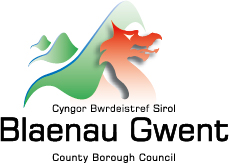 Cyngor Bwrdeistref Sirol
Blaenau Gwent
County Borough Council